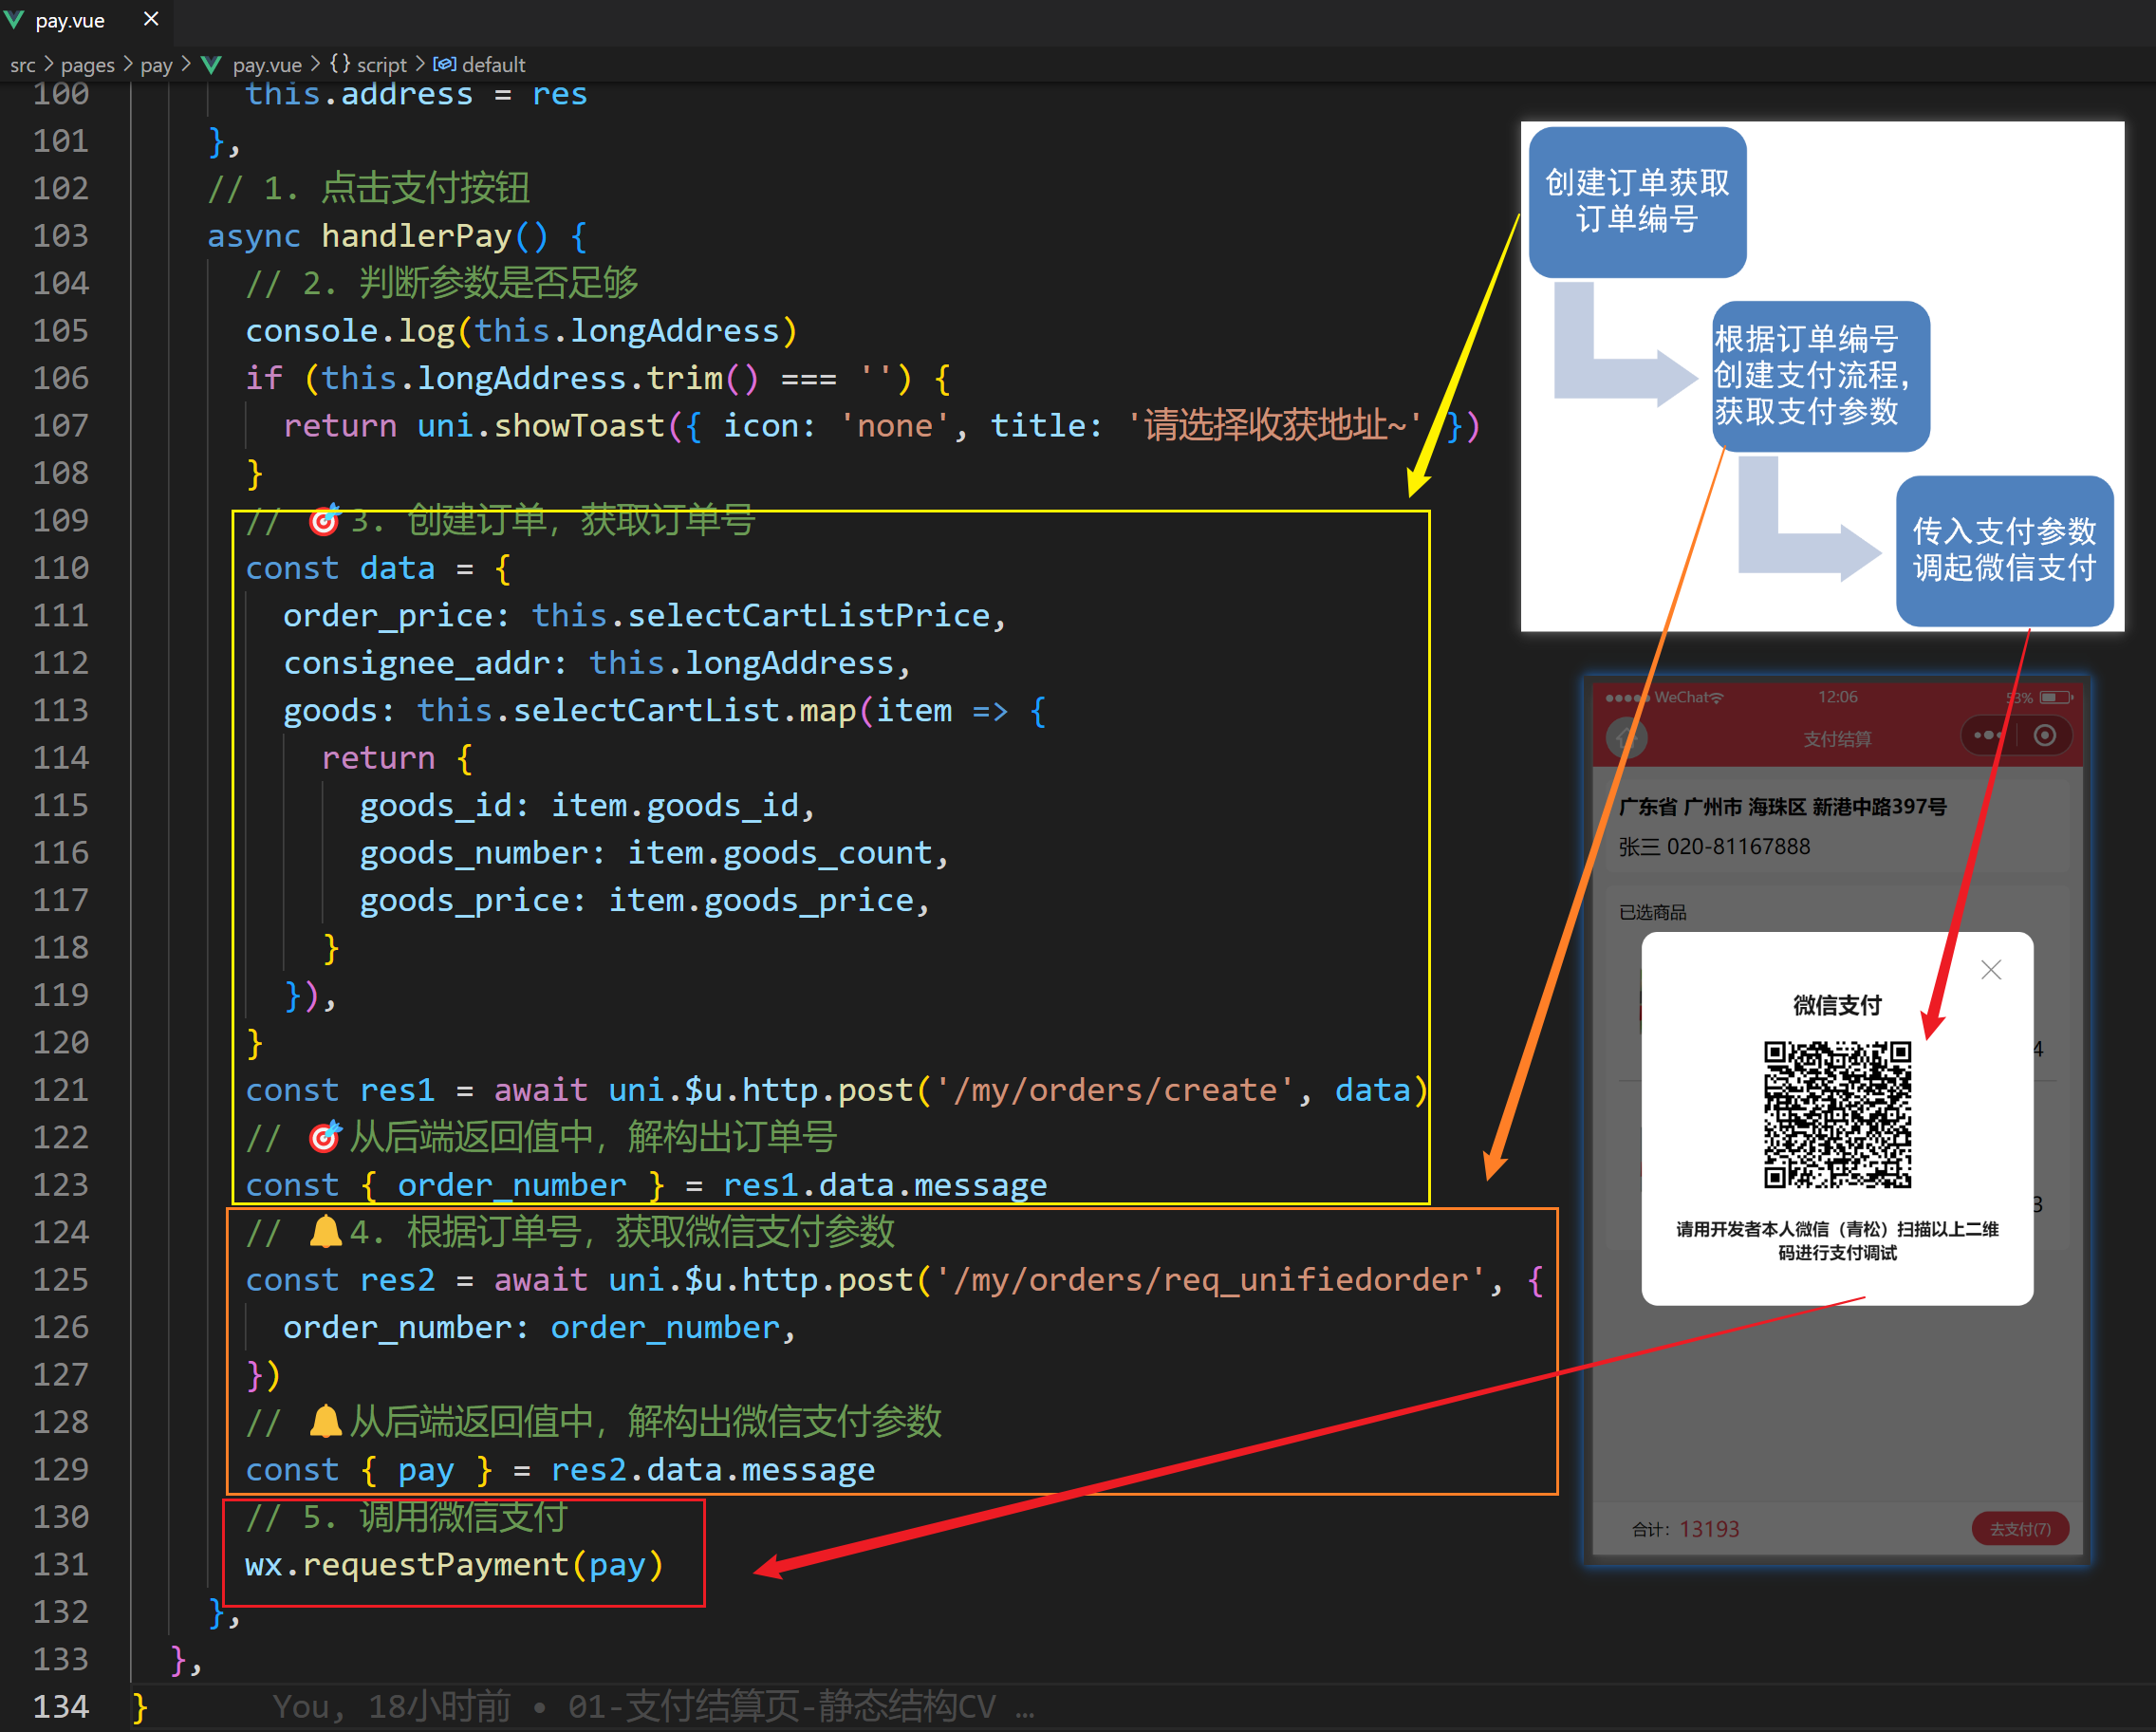 pay.vue
src > pages > pay > pay.vue > {} script > default
100 this.address = res
101 },
102 // 1. 点击支付按钮
103 async handlerPay() {
104 // 2. 判断参数是否足够
105 console.log(this.longAddress)
106 if (this.longAddress.trim() === '') {
107 return uni.showToast({ icon: 'none', title: '请选择收获地址~' })
108 }
109 // 🎯3. 创建订单，获取订单号
110 const data = {
111 order_price: this.selectCartListPrice,
112 consignee_addr: this.longAddress,
113 goods: this.selectCartList.map(item => {
114 return {
115 goods_id: item.goods_id,
116 goods_number: item.goods_count,
117 goods_price: item.goods_price,
118 }
119 }),
120 }
121 const res1 = await uni.$u.http.post('/my/orders/create', data)
122 // 🎯从后端返回值中，解构出订单号
123 const { order_number } = res1.data.message
124 // 🔔4. 根据订单号，获取微信支付参数
125 const res2 = await uni.$u.http.post('/my/orders/req_unifiedorder', {
126 order_number: order_number,
127 })
128 // 🔔从后端返回值中，解构出微信支付参数
129 const { pay } = res2.data.message
130 // 5. 调用微信支付
131 wx.requestPayment(pay)
132 },
133 },
134 } You, 18小时前 • 01-支付结算页-静态结构CV …
创建订单获取
订单编号
根据订单编号
创建支付流程，
获取支付参数
传入支付参数
调起微信支付
WeChat 12:06 53%
支付结算
广东省 广州市 海珠区 新港中路397号
张三 020-81167888
已选商品
微信支付
4
3
请用开发者本人微信（青松）扫描以上二维
码进行支付调试
合计：13193 去支付(7)